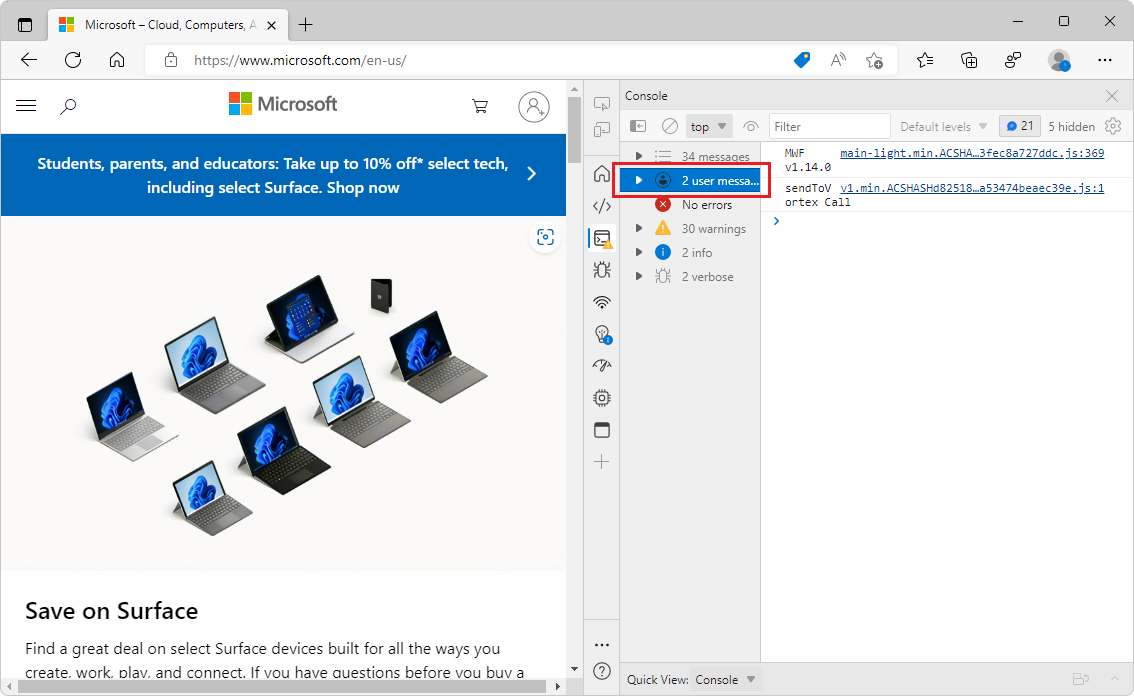 Microsoft – Cloud, Computers, A
https://www.microsoft.com/en-us/
Microsoft
Students, parents, and educators: Take up to 10% off* select tech,
including select Surface. Shop now
Save on Surface
Find a great deal on select Surface devices built for all the ways you
create, work, play, and connect. If you have questions before you buy a
Console
top
Filter
Default levels
21
5 hidden
34 messages
2 user messa...
No errors
30 warnings
2 info
2 verbose
MWF main-light.min.ACSHA…3fec8a727ddc.js:369
v1.14.0
sendToV v1.min.ACSHASHd82518…a53474beaec39e.js:1
ortex Call
Quick View: Console